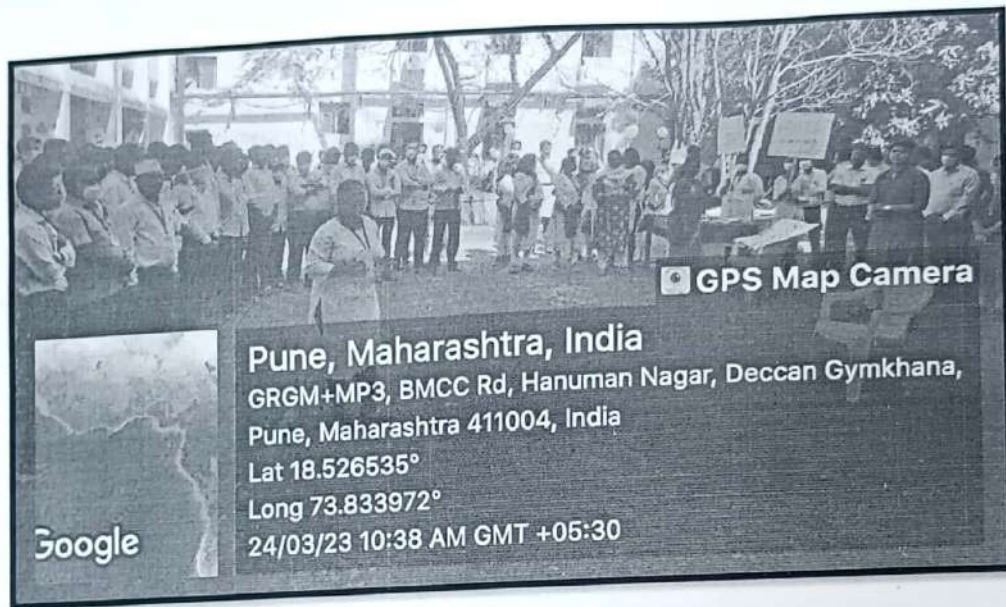 GPS Map Camera
Pune, Maharashtra, India
GRGM+MP3, BMCC Rd, Hanuman Nagar, Deccan Gymkhana,
Pune, Maharashtra 411004, India
Lat 18.526535°
Long 73.833972°
24/03/23 10:38 AM GMT +05:30
Google